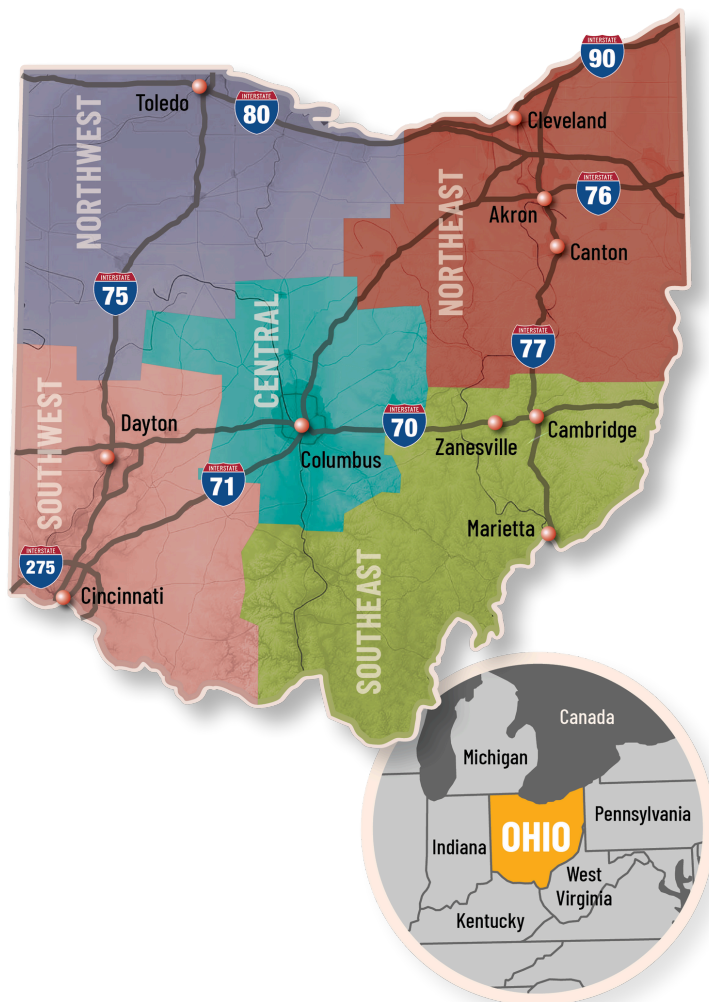 INTERSTATE
90
Toledo
INTERSTATE
80
Cleveland
NORTHWEST
INTERSTATE
76
Akron
NORTHEAST
Canton
INTERSTATE
75
CENTRAL
INTERSTATE
77
SOUTHWEST
Dayton
INTERSTATE
70
Zanesville
Cambridge
Columbus
INTERSTATE
71
Marietta
INTERSTATE
275
Cincinnati
SOUTHEAST
Canada
Michigan
Pennsylvania
OHIO
Indiana
West
Virginia
Kentucky